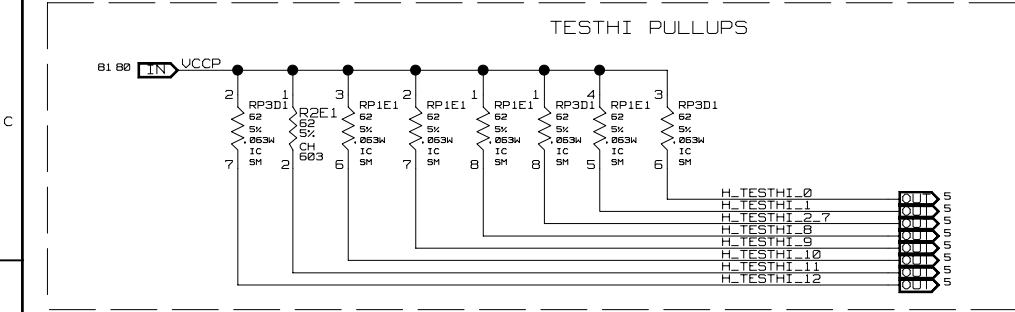 TESTHI PULLUPS
C
8180 IN VCCP
2 1 3 2 1 1 4 3
RP3D1 62 5% .063W IC SM
R2E1 62 5% CH 603
RP1E1 62 5% .063W IC SM
RP1E1 62 5% .063W IC SM
RP1E1 62 5% .063W IC SM
RP3D1 62 5% .063W IC SM
RP1E1 62 5% .063W IC SM
RP3D1 62 5% .063W IC SM
7 2 6 7 8 8 5 6
H_TESTHI_0 OUT 5
H_TESTHI_1 OUT 5
H_TESTHI_2_7 OUT 5
H_TESTHI_8 OUT 5
H_TESTHI_9 OUT 5
H_TESTHI_10 OUT 5
H_TESTHI_11 OUT 5
H_TESTHI_12 OUT 5